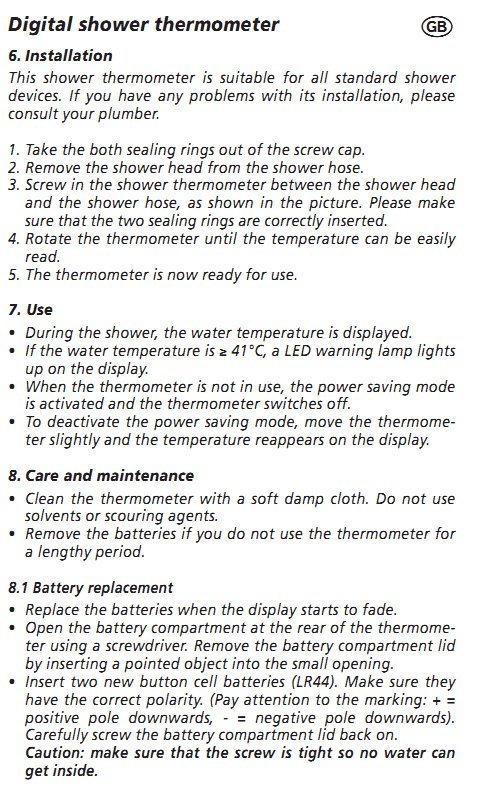 Digital shower thermometer GB
6. Installation
This shower thermometer is suitable for all standard shower
devices. If you have any problems with its installation, please
consult your plumber.
1. Take the both sealing rings out of the screw cap.
2. Remove the shower head from the shower hose.
3. Screw in the shower thermometer between the shower head
and the shower hose, as shown in the picture. Please make
sure that the two sealing rings are correctly inserted.
4. Rotate the thermometer until the temperature can be easily
read.
5. The thermometer is now ready for use.
7. Use
• During the shower, the water temperature is displayed.
• If the water temperature is ≥ 41°C, a LED warning lamp lights
up on the display.
• When the thermometer is not in use, the power saving mode
is activated and the thermometer switches off.
• To deactivate the power saving mode, move the thermome-
ter slightly and the temperature reappears on the display.
8. Care and maintenance
• Clean the thermometer with a soft damp cloth. Do not use
solvents or scouring agents.
• Remove the batteries if you do not use the thermometer for
a lengthy period.
8.1 Battery replacement
• Replace the batteries when the display starts to fade.
• Open the battery compartment at the rear of the thermome-
ter using a screwdriver. Remove the battery compartment lid
by inserting a pointed object into the small opening.
• Insert two new button cell batteries (LR44). Make sure they
have the correct polarity. (Pay attention to the marking: + =
positive pole downwards, - = negative pole downwards).
Carefully screw the battery compartment lid back on.
Caution: make sure that the screw is tight so no water can
get inside.